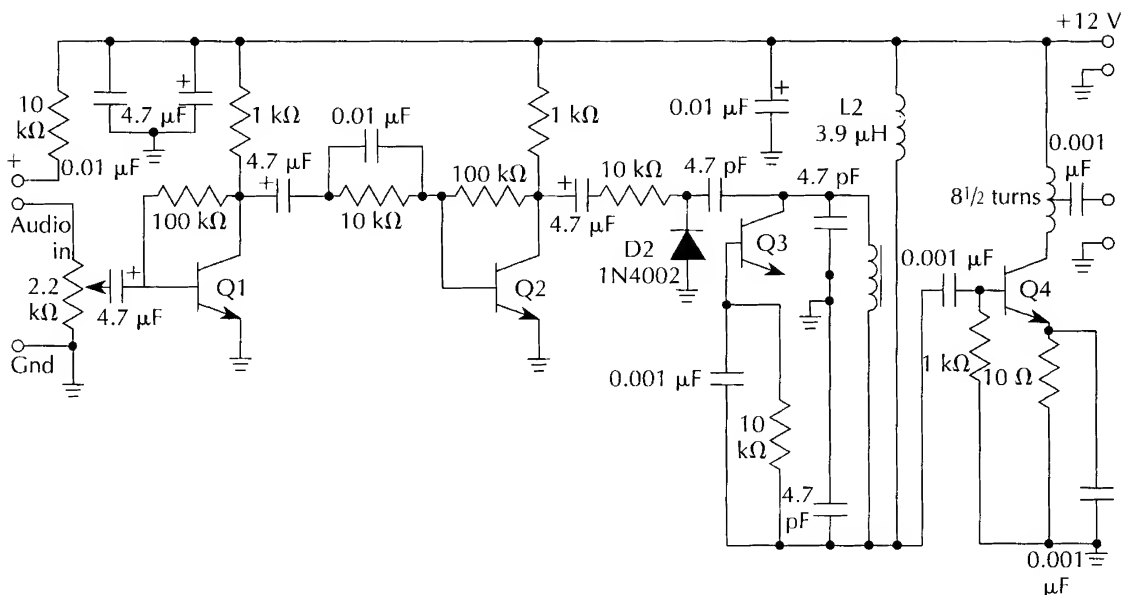 +12 V
10
kΩ
4.7 μF
+
0.01 μF
1 kΩ
0.01 μF
1 kΩ
+
0.01 μF
L2
3.9 μH
0.001
μF
+
Audio
in
100 kΩ
4.7 μF
+
10 kΩ
100 kΩ
+
4.7 μF
10 kΩ
4.7 pF
4.7 pF
8½ turns
2.2
kΩ
+
4.7 μF
Q1
Q2
D2
1N4002
Q3
0.001 μF
Q4
Gnd
0.001 μF
10
kΩ
1 kΩ
10 Ω
4.7
pF
0.001
μF